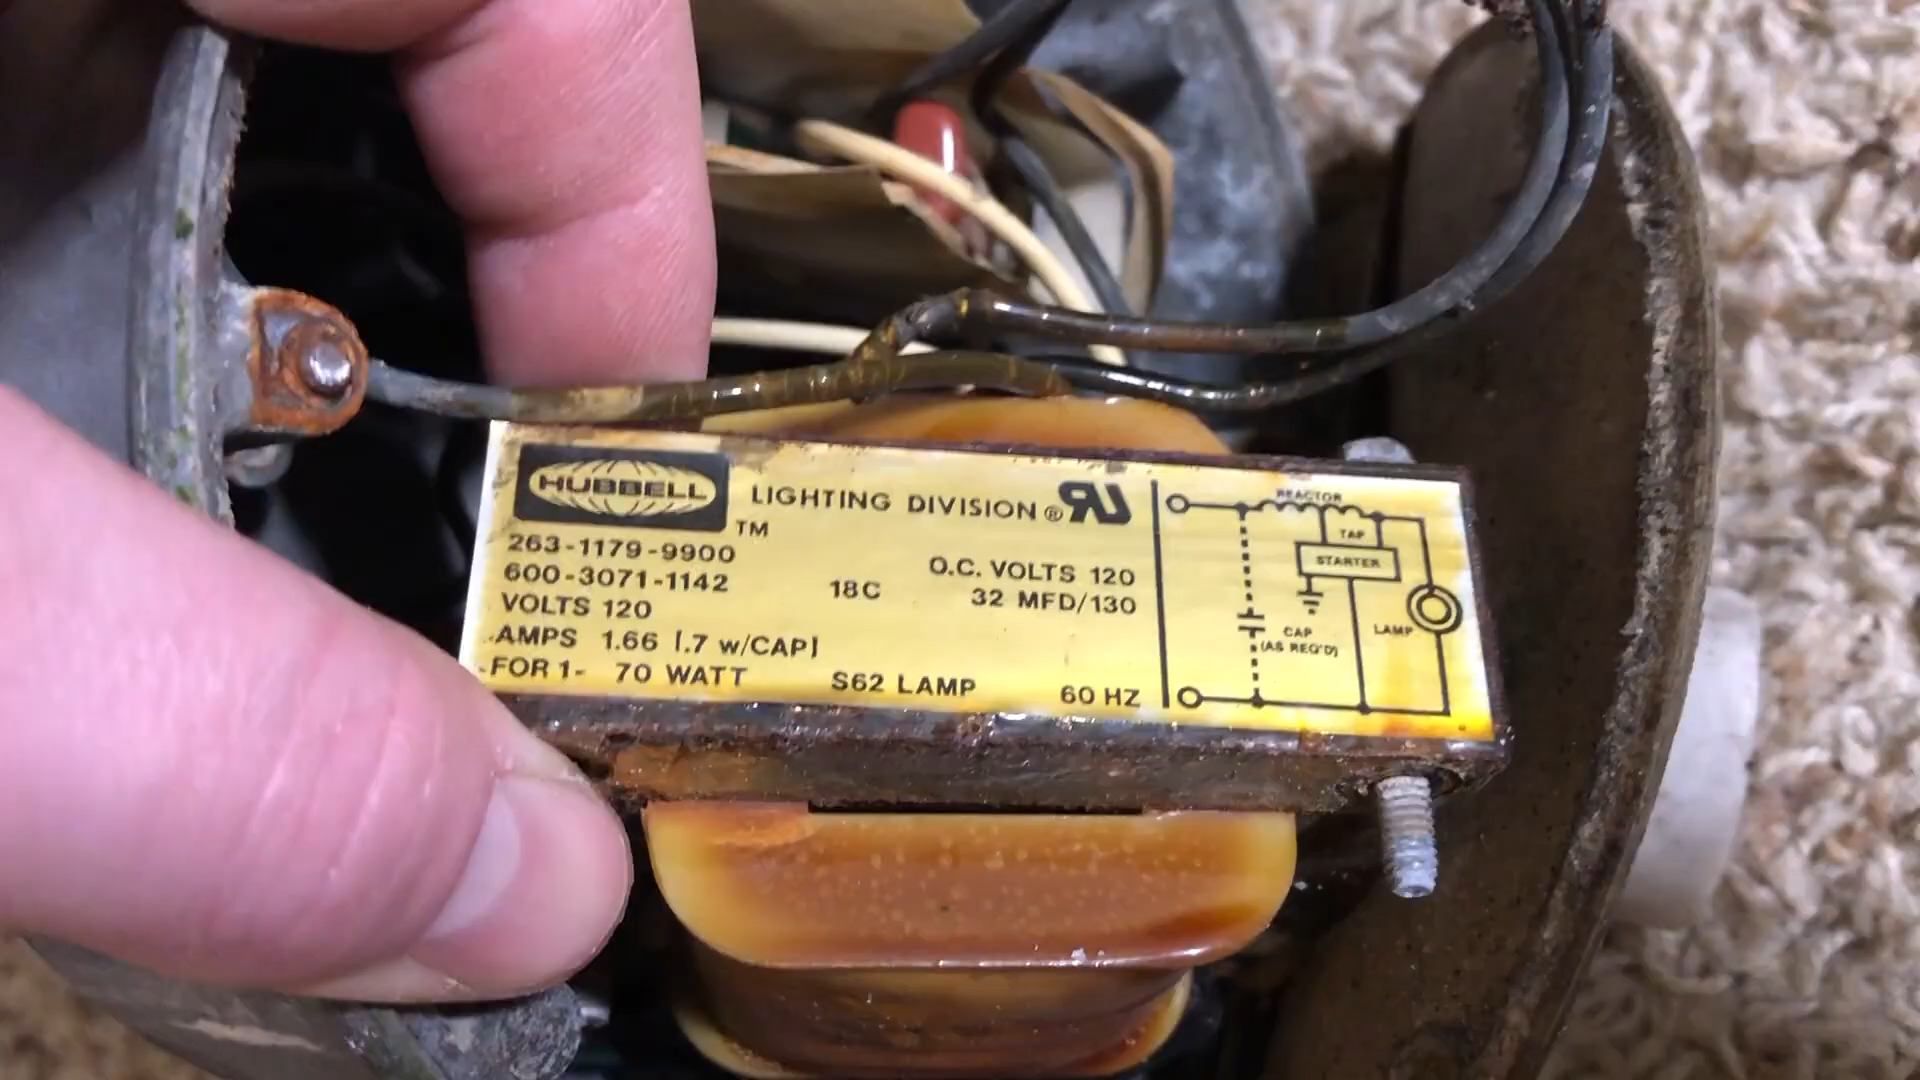 HUBBELL
TM
LIGHTING DIVISION ®
263-1179-9900
600-3071-1142
VOLTS 120
AMPS 1.66 [.7 w/CAP]
FOR 1- 70 WATT
18C
S62 LAMP
O.C. VOLTS 120
32 MFD/130
60 HZ
REACTOR
TAP
STARTER
LAMP
CAP
(AS REQ'D)